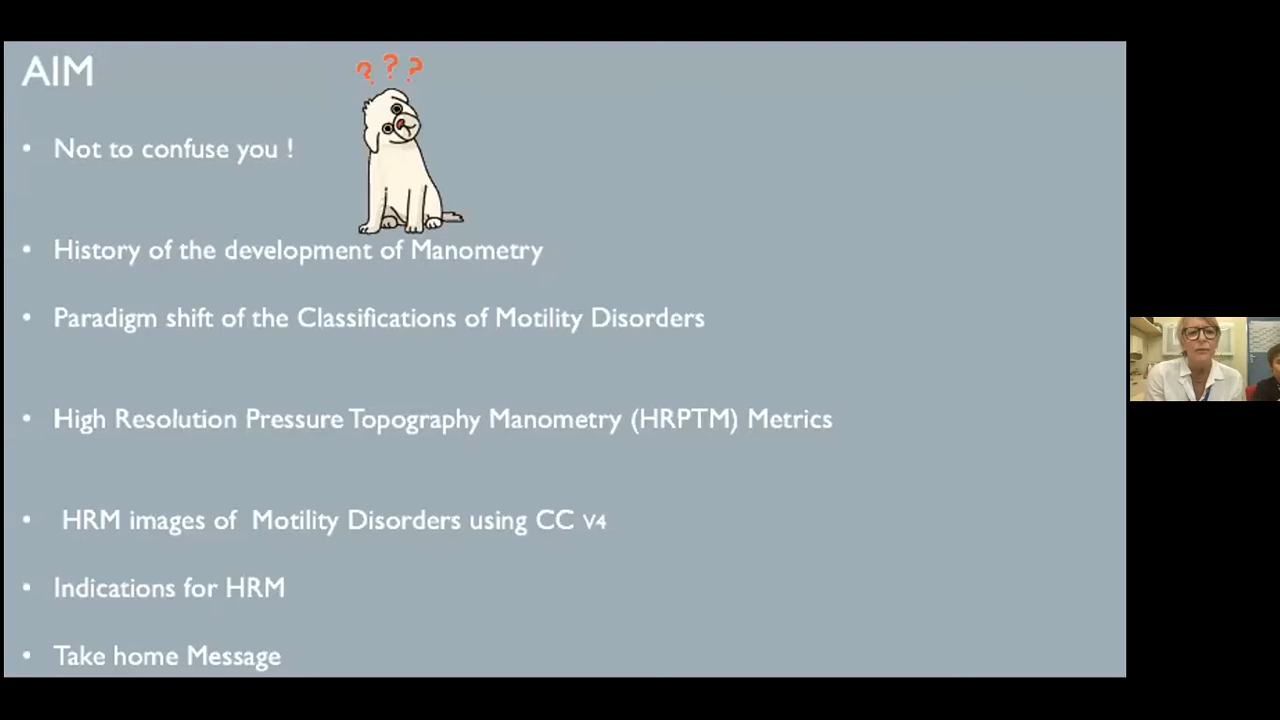 AIM
? ? ?
• Not to confuse you !
• History of the development of Manometry
• Paradigm shift of the Classifications of Motility Disorders
• High Resolution Pressure Topography Manometry (HRPTM) Metrics
• HRM images of Motility Disorders using CC V4
• Indications for HRM
• Take home Message